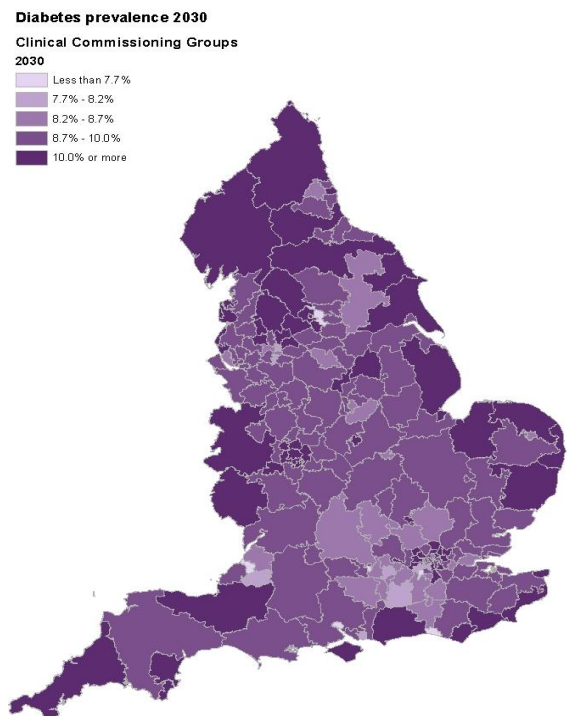 Diabetes prevalence 2030
Clinical Commissioning Groups
2030
Less than 7.7%
7.7% - 8.2%
8.2% - 8.7%
8.7% - 10.0%
10.0% or more